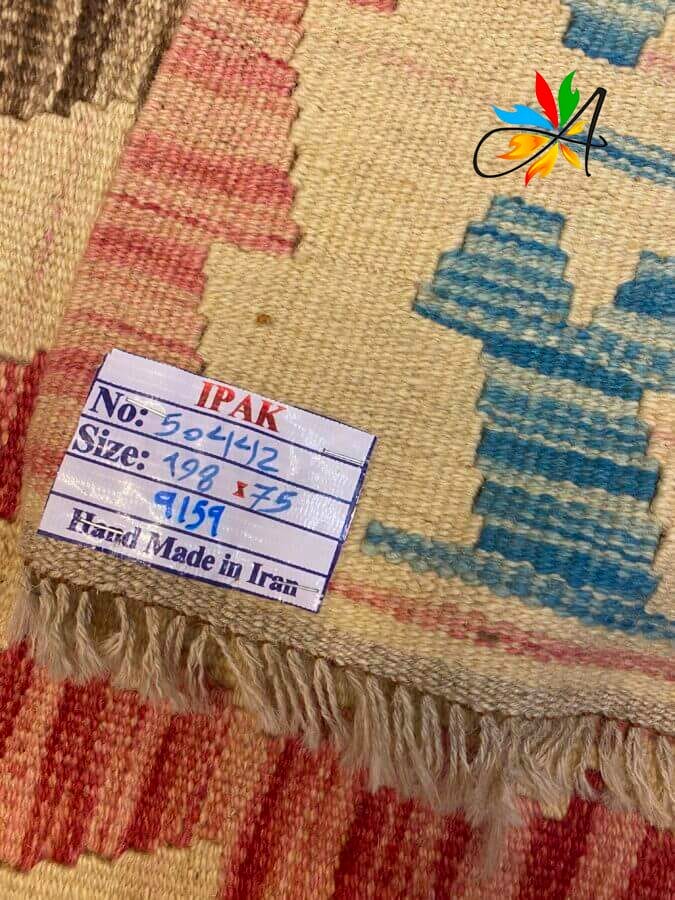 IPAK
No: 50442
Size: 198 x 75
9159
Hand Made in Iran